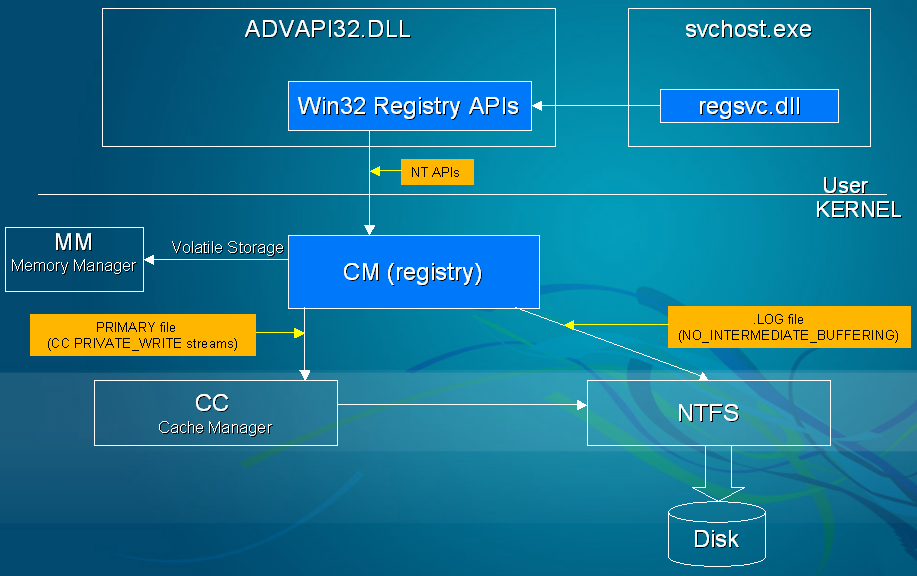 ADVAPI32.DLL
svchost.exe
Win32 Registry APIs
regsvc.dll
NT APIs
User
KERNEL
MM
Memory Manager
Volatile Storage
CM (registry)
PRIMARY file
(CC PRIVATE_WRITE streams)
.LOG file
(NO_INTERMEDIATE_BUFFERING)
CC
Cache Manager
NTFS
Disk